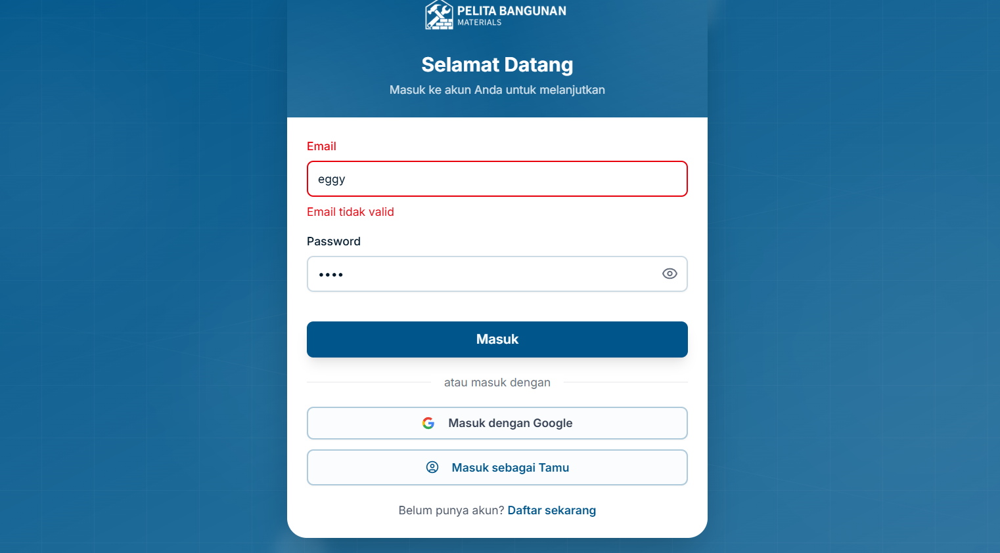 PELITA BANGUNAN
MATERIALS
Selamat Datang
Masuk ke akun Anda untuk melanjutkan
Email
eggy
Email tidak valid
Password
••••
Masuk
atau masuk dengan
Masuk dengan Google
Masuk sebagai Tamu
Belum punya akun? Daftar sekarang